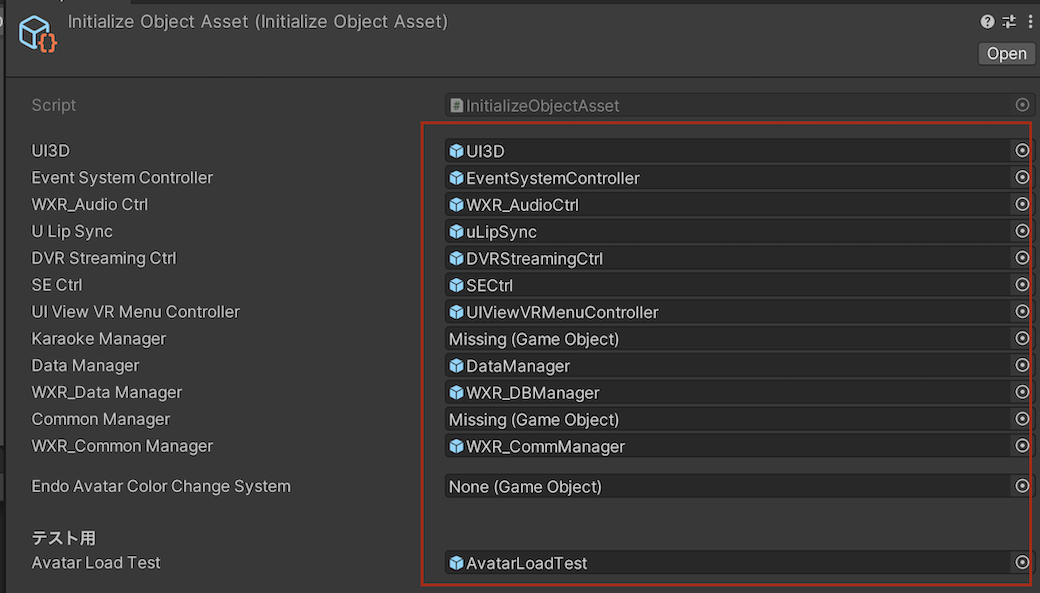 Initialize Object Asset (Initialize Object Asset)
Open
Script InitializeObjectAsset
UI3D UI3D
Event System Controller EventSystemController
WXR_Audio Ctrl WXR_AudioCtrl
U Lip Sync uLipSync
DVR Streaming Ctrl DVRStreamingCtrl
SE Ctrl SECtrl
UI View VR Menu Controller UIViewVRMenuController
Karaoke Manager Missing (Game Object)
Data Manager DataManager
WXR_Data Manager WXR_DBManager
Common Manager Missing (Game Object)
WXR_Common Manager WXR_CommManager
Endo Avatar Color Change System None (Game Object)
テスト用
Avatar Load Test AvatarLoadTest